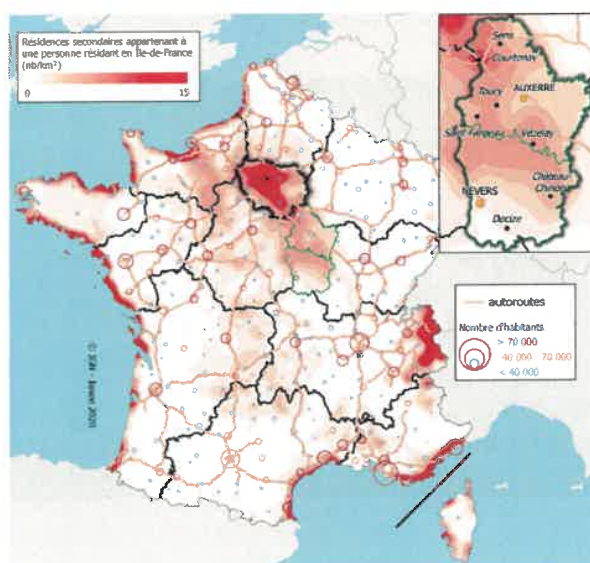 Résidences secondaires appartenant à
une personne résidant en Île-de-France
(nb/km²)
0 15
Sens
Courtenay
AUXERRE
Toucy
Saint-Fargeau
Vézelay
Château-
Chinon
NEVERS
Decize
autoroutes
Nombre d'habitants
> 70 000
40 000 - 70 000
< 40 000